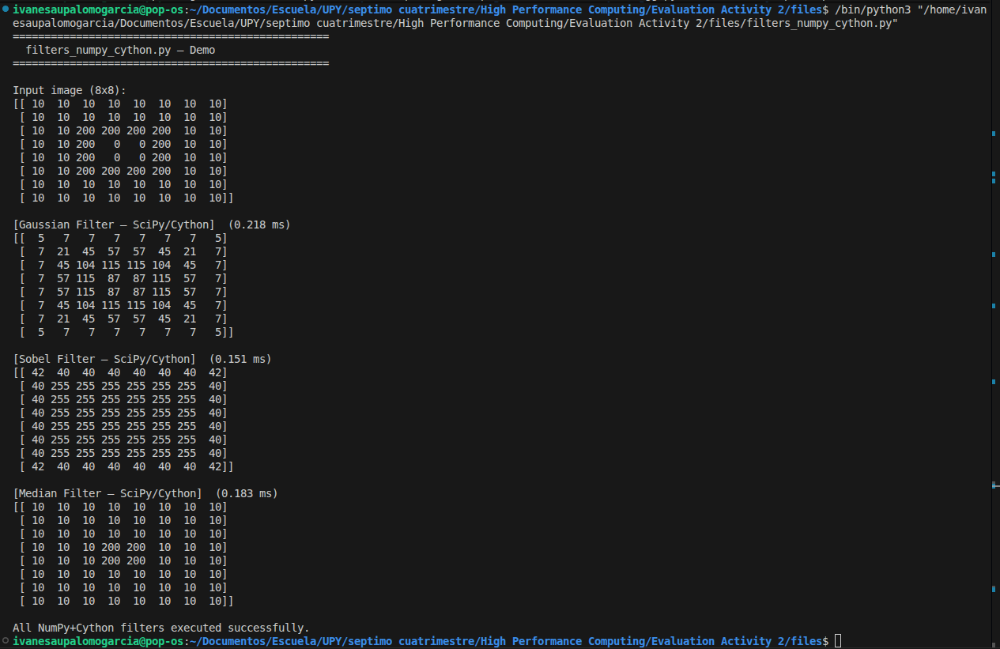 ivanesaupalomogarcia@pop-os:~/Documentos/Escuela/UPY/septimo cuatrimestre/High Performance Computing/Evaluation Activity 2/files$ /bin/python3 "/home/ivan
esaupalomogarcia/Documentos/Escuela/UPY/septimo cuatrimestre/High Performance Computing/Evaluation Activity 2/files/filters_numpy_cython.py"
==================================================
  filters_numpy_cython.py — Demo
==================================================

Input image (8x8):
[[ 10  10  10  10  10  10  10  10]
 [ 10  10  10  10  10  10  10  10]
 [ 10  10 200 200 200 200  10  10]
 [ 10  10 200   0   0 200  10  10]
 [ 10  10 200   0   0 200  10  10]
 [ 10  10 200 200 200 200  10  10]
 [ 10  10  10  10  10  10  10  10]
 [ 10  10  10  10  10  10  10  10]]

[Gaussian Filter — SciPy/Cython]  (0.218 ms)
[[  5   7   7   7   7   7   7   5]
 [  7  21  45  57  57  45  21   7]
 [  7  45 104 115 115 104  45   7]
 [  7  57 115  87  87 115  57   7]
 [  7  57 115  87  87 115  57   7]
 [  7  45 104 115 115 104  45   7]
 [  7  21  45  57  57  45  21   7]
 [  5   7   7   7   7   7   7   5]]

[Sobel Filter — SciPy/Cython]  (0.151 ms)
[[ 42  40  40  40  40  40  40  42]
 [ 40 255 255 255 255 255 255  40]
 [ 40 255 255 255 255 255 255  40]
 [ 40 255 255 255 255 255 255  40]
 [ 40 255 255 255 255 255 255  40]
 [ 40 255 255 255 255 255 255  40]
 [ 40 255 255 255 255 255 255  40]
 [ 42  40  40  40  40  40  40  42]]

[Median Filter — SciPy/Cython]  (0.183 ms)
[[ 10  10  10  10  10  10  10  10]
 [ 10  10  10  10  10  10  10  10]
 [ 10  10  10  10  10  10  10  10]
 [ 10  10  10 200 200  10  10  10]
 [ 10  10  10 200 200  10  10  10]
 [ 10  10  10  10  10  10  10  10]
 [ 10  10  10  10  10  10  10  10]
 [ 10  10  10  10  10  10  10  10]]

All NumPy+Cython filters executed successfully.
ivanesaupalomogarcia@pop-os:~/Documentos/Escuela/UPY/septimo cuatrimestre/High Performance Computing/Evaluation Activity 2/files$